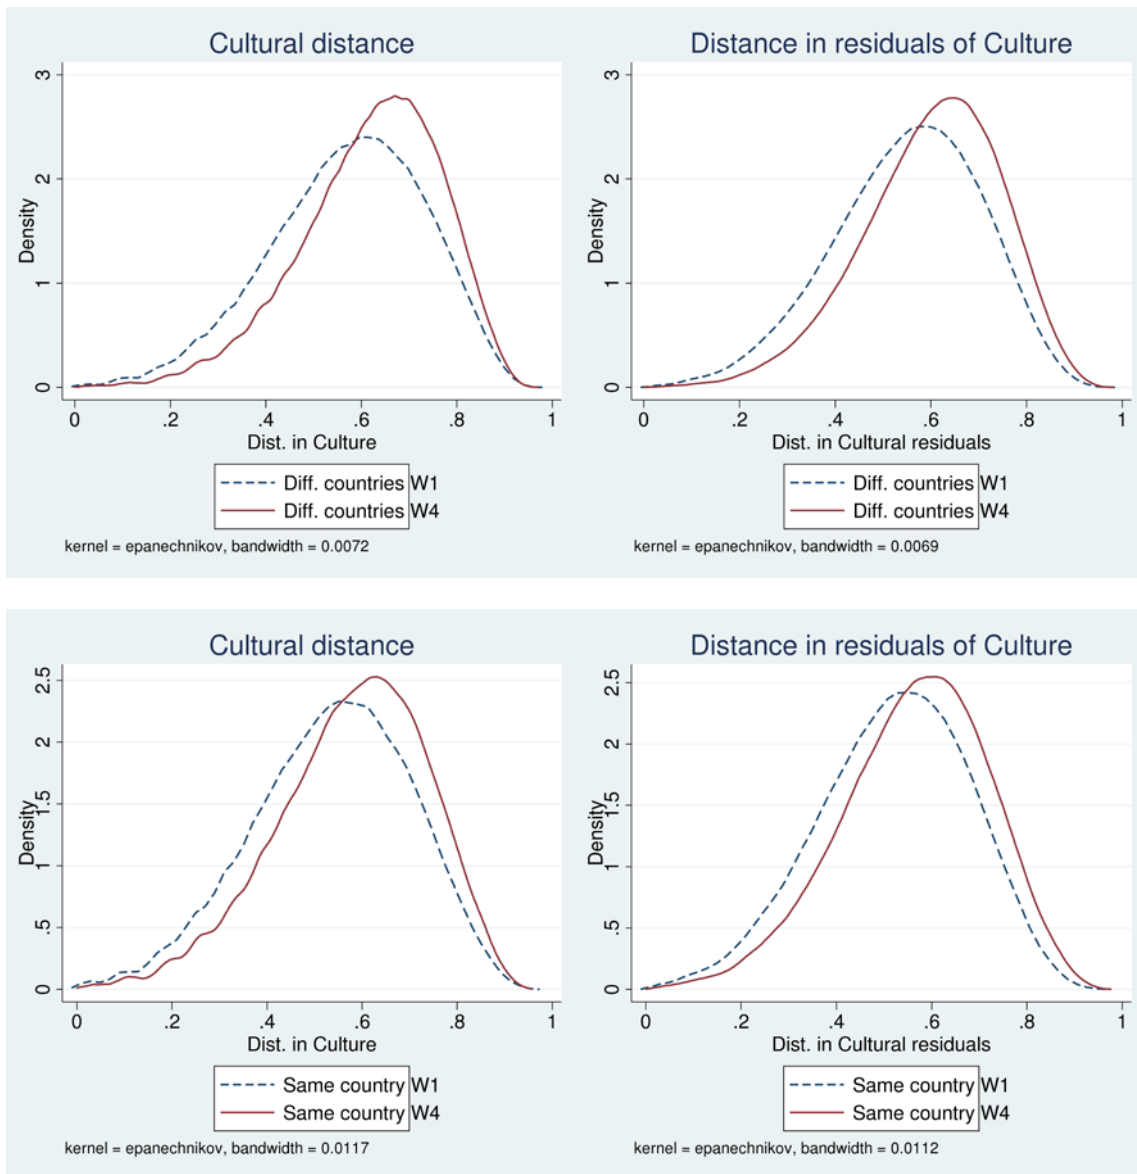 Cultural distance
Density
3
2
1
0
0 .2 .4 .6 .8 1
Dist. in Culture
Diff. countries W1
Diff. countries W4
kernel = epanechnikov, bandwidth = 0.0072
Distance in residuals of Culture
Density
3
2
1
0
0 .2 .4 .6 .8 1
Dist. in Cultural residuals
Diff. countries W1
Diff. countries W4
kernel = epanechnikov, bandwidth = 0.0069
Cultural distance
Density
2.5
2
1.5
1
.5
0
0 .2 .4 .6 .8 1
Dist. in Culture
Same country W1
Same country W4
kernel = epanechnikov, bandwidth = 0.0117
Distance in residuals of Culture
Density
2.5
2
1.5
1
.5
0
0 .2 .4 .6 .8 1
Dist. in Cultural residuals
Same country W1
Same country W4
kernel = epanechnikov, bandwidth = 0.0112